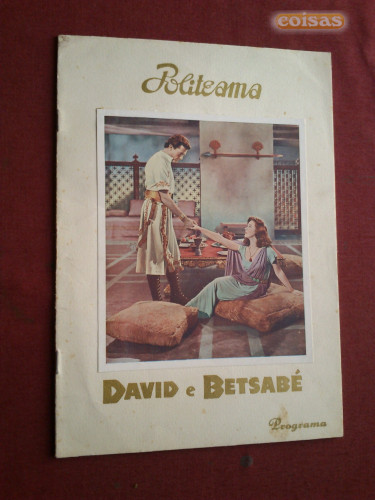 coisas
Politeama
DAVID e BETSABÉ
Programa